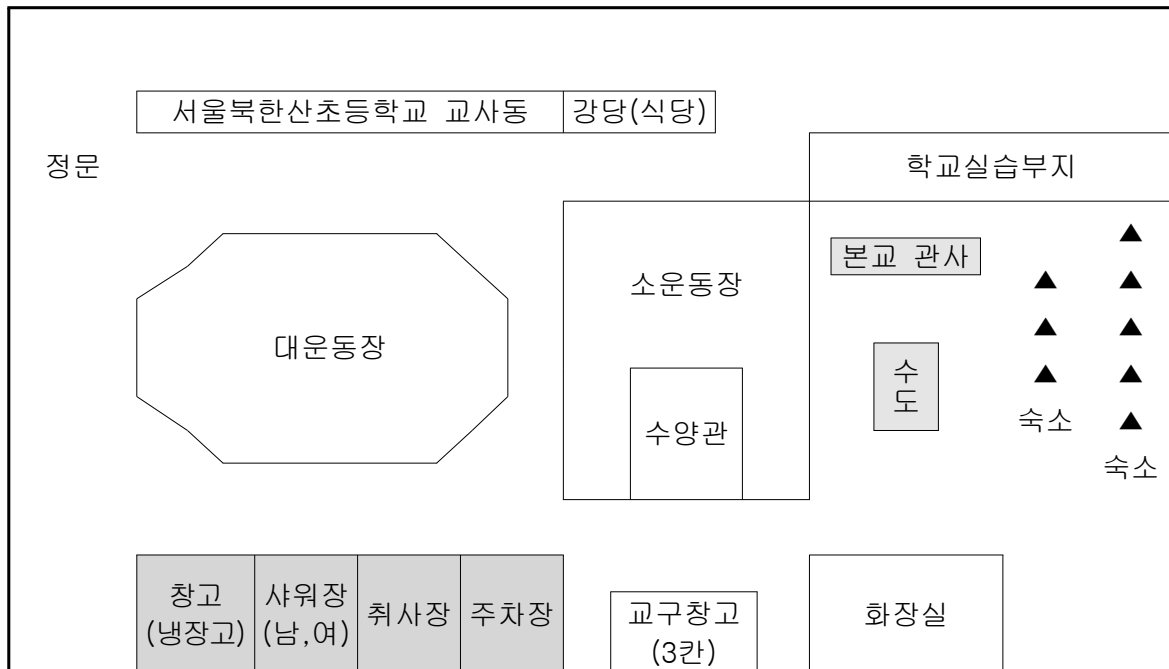 서울북한산초등학교 교사동
강당(식당)
정문
학교실습부지
본교 관사
소운동장
대운동장
수
도
수양관
숙소
숙소
창고
(냉장고)
샤워장
(남,여)
취사장
주차장
교구창고
(3칸)
화장실